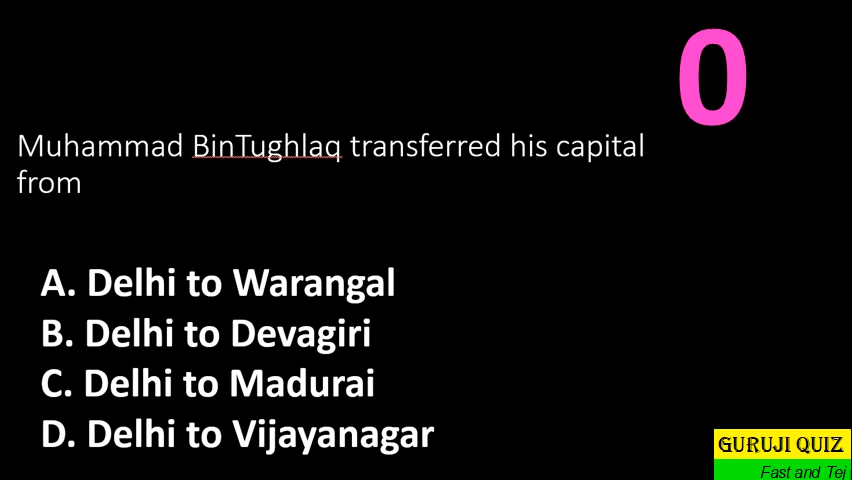 0
Muhammad BinTughlaq transferred his capital
from
A. Delhi to Warangal
B. Delhi to Devagiri
C. Delhi to Madurai
D. Delhi to Vijayanagar
GURUJI QUIZ
Fast and Tej